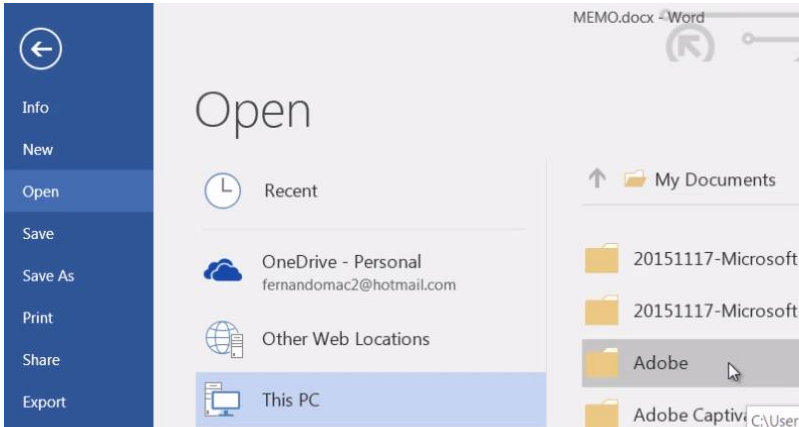 MEMO.docx - Word
Info
New
Open
Save
Save As
Print
Share
Export
Open
Recent
OneDrive - Personal
fernandomac2@hotmail.com
Other Web Locations
This PC
My Documents
20151117-Microsoft
20151117-Microsoft
Adobe
Adobe Captiva
C:\User